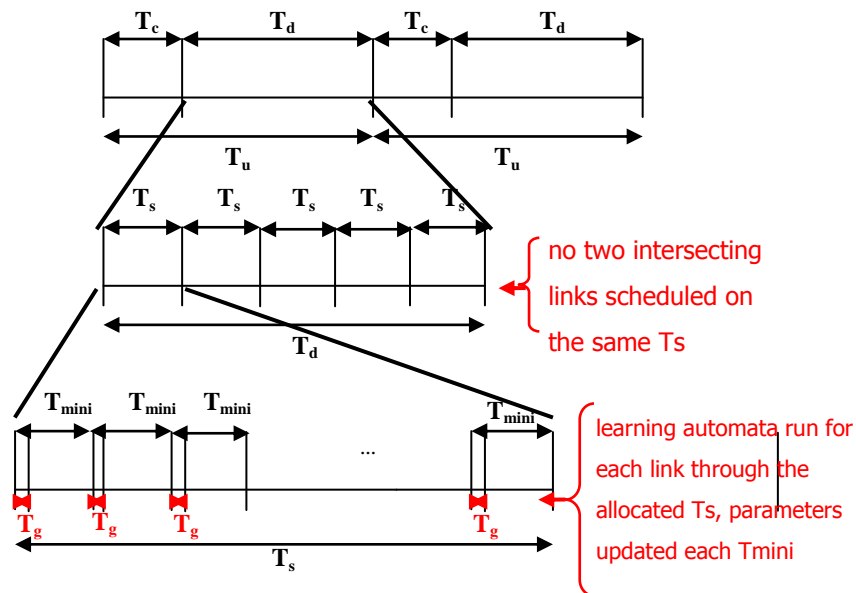 Tc Td Tc Td
Tu Tu
Ts Ts Ts Ts Ts
no two intersecting
links scheduled on
the same Ts
Td
Tmini Tmini Tmini Tmini
...
learning automata run for
each link through the
allocated Ts, parameters
updated each Tmini
Tg Tg Tg Tg
Ts